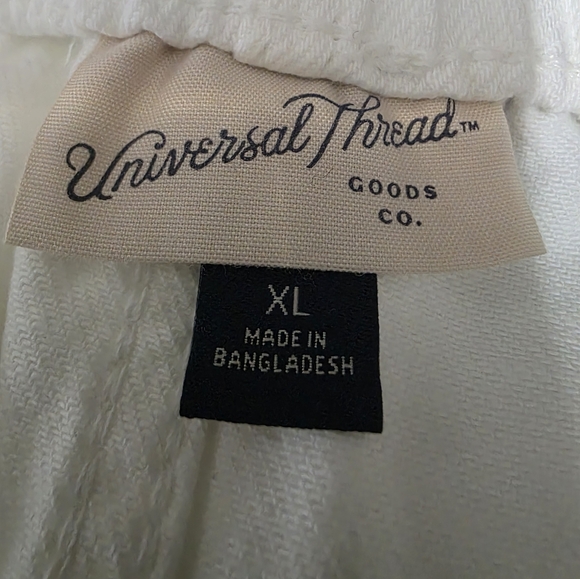 Universal Thread™
GOODS
CO.
XL
MADE IN
BANGLADESH